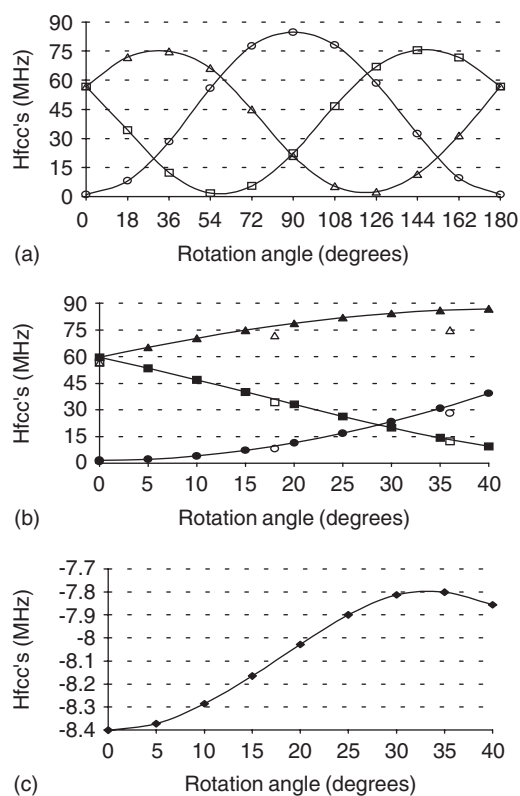 90
75
60
45
30
15
0
Hfcc's (MHz)
0 18 36 54 72 90 108 126 144 162 180
(a) Rotation angle (degrees)
90
75
60
45
30
15
0
Hfcc's (MHz)
0 5 10 15 20 25 30 35 40
(b) Rotation angle (degrees)
-7.7
-7.8
-7.9
-8
-8.1
-8.2
-8.3
-8.4
Hfcc's (MHz)
0 5 10 15 20 25 30 35 40
(c) Rotation angle (degrees)